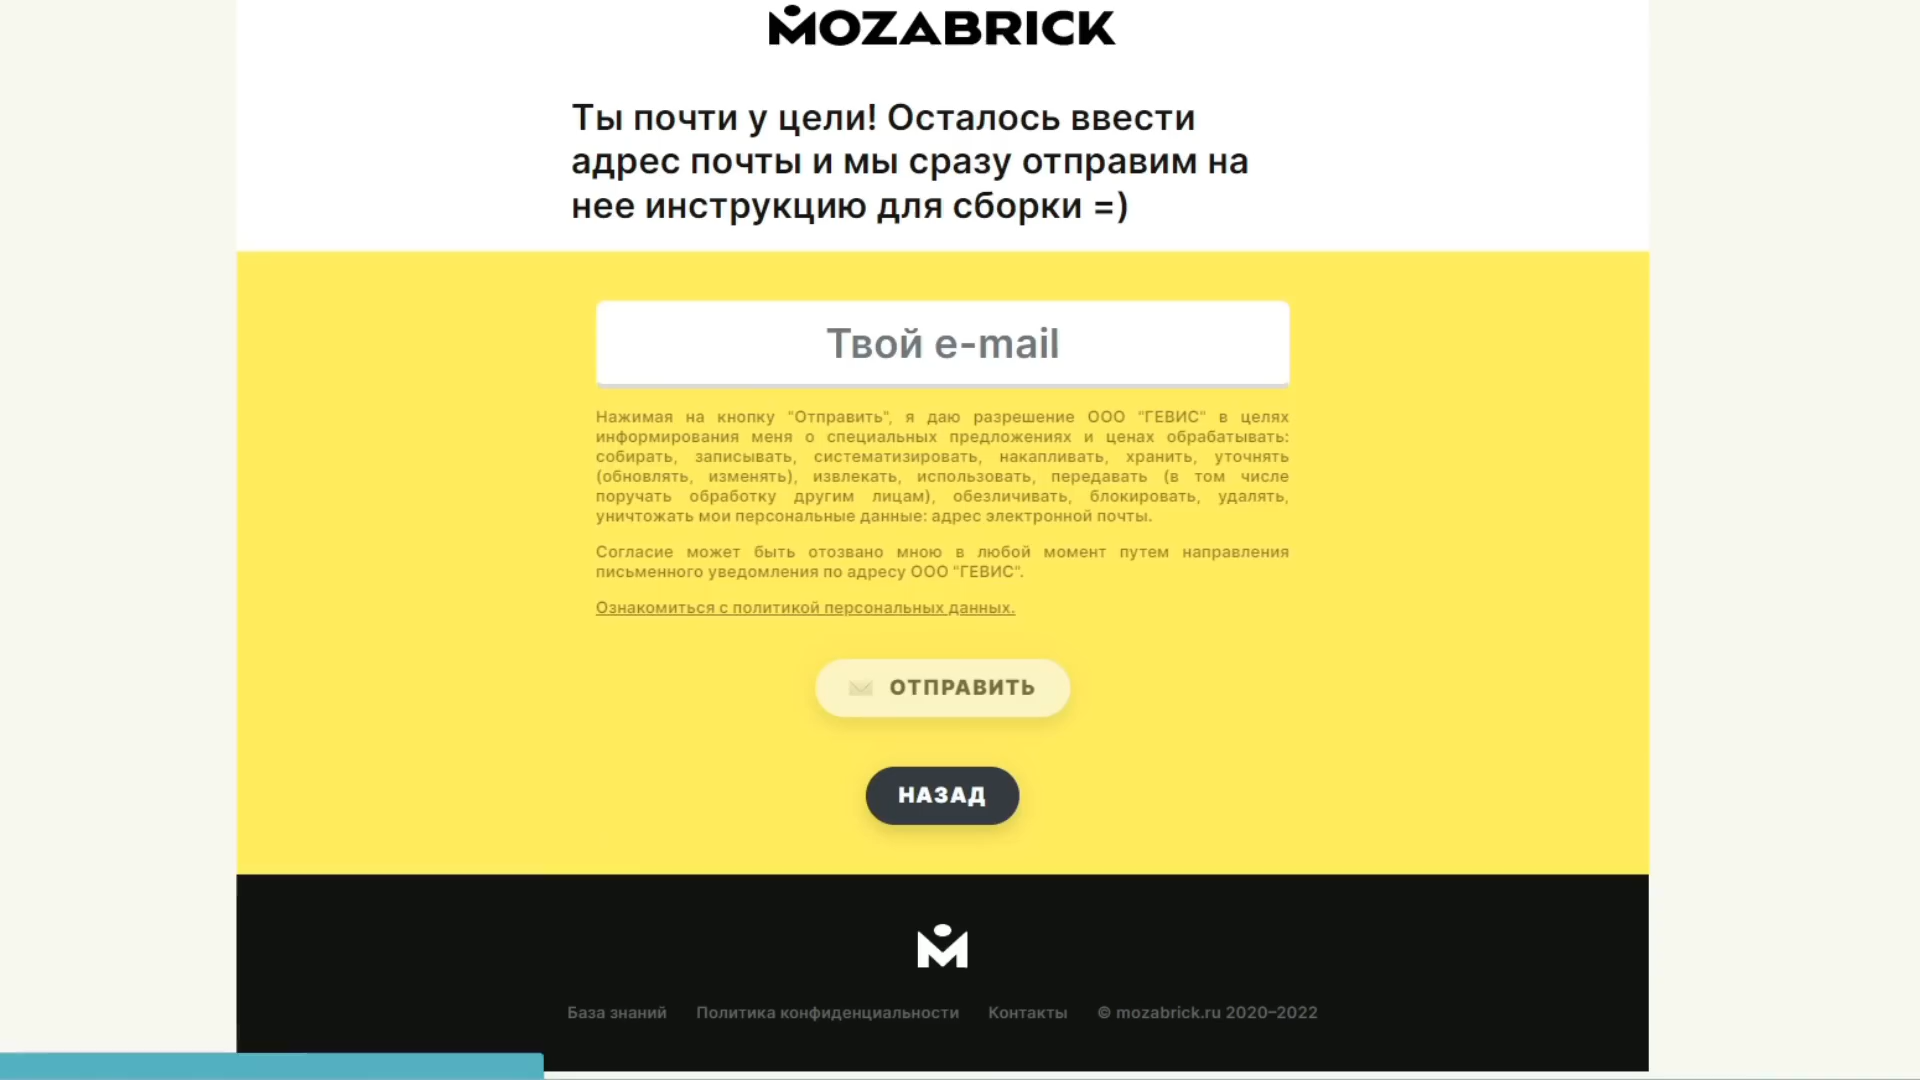 MOZABRICK
Ты почти у цели! Осталось ввести
адрес почты и мы сразу отправим на
нее инструкцию для сборки =)
Твой e-mail
Нажимая на кнопку "Отправить", я даю разрешение ООО "ГЕВИС" в целях
информирования меня о специальных предложениях и ценах обрабатывать:
собирать, записывать, систематизировать, накапливать, хранить, уточнять
(обновлять, изменять), извлекать, использовать, передавать (в том числе
поручать обработку другим лицам), обезличивать, блокировать, удалять,
уничтожать мои персональные данные: адрес электронной почты.
Согласие может быть отозвано мною в любой момент путем направления
письменного уведомления по адресу ООО "ГЕВИС".
Ознакомиться с политикой персональных данных.
ОТПРАВИТЬ
НАЗАД
База знаний Политика конфиденциальности Контакты © mozabrick.ru 2020–2022